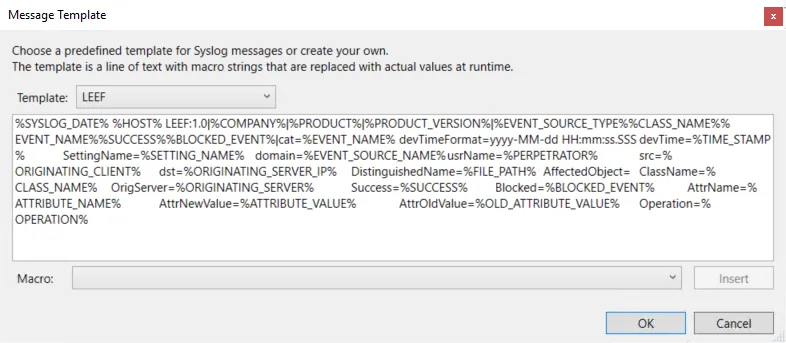 Message Template
x
Choose a predefined template for Syslog messages or create your own.
The template is a line of text with macro strings that are replaced with actual values at runtime.
Template: LEEF
%SYSLOG_DATE% %HOST% LEEF:1.0|%COMPANY%|%PRODUCT%|%PRODUCT_VERSION%|%EVENT_SOURCE_TYPE%%CLASS_NAME%%
EVENT_NAME%%SUCCESS%%BLOCKED_EVENT%|cat=%EVENT_NAME% devTimeFormat=yyyy-MM-dd HH:mm:ss.SSS devTime=%TIME_STAMP
% SettingName=%SETTING_NAME% domain=%EVENT_SOURCE_NAME%usrName=%PERPETRATOR% src=%
ORIGINATING_CLIENT% dst=%ORIGINATING_SERVER_IP% DistinguishedName=%FILE_PATH% AffectedObject= ClassName=%
CLASS_NAME% OrigServer=%ORIGINATING_SERVER% Success=%SUCCESS% Blocked=%BLOCKED_EVENT% AttrName=%
ATTRIBUTE_NAME% AttrNewValue=%ATTRIBUTE_VALUE% AttrOldValue=%OLD_ATTRIBUTE_VALUE% Operation=%
OPERATION%
Macro: Insert
OK Cancel